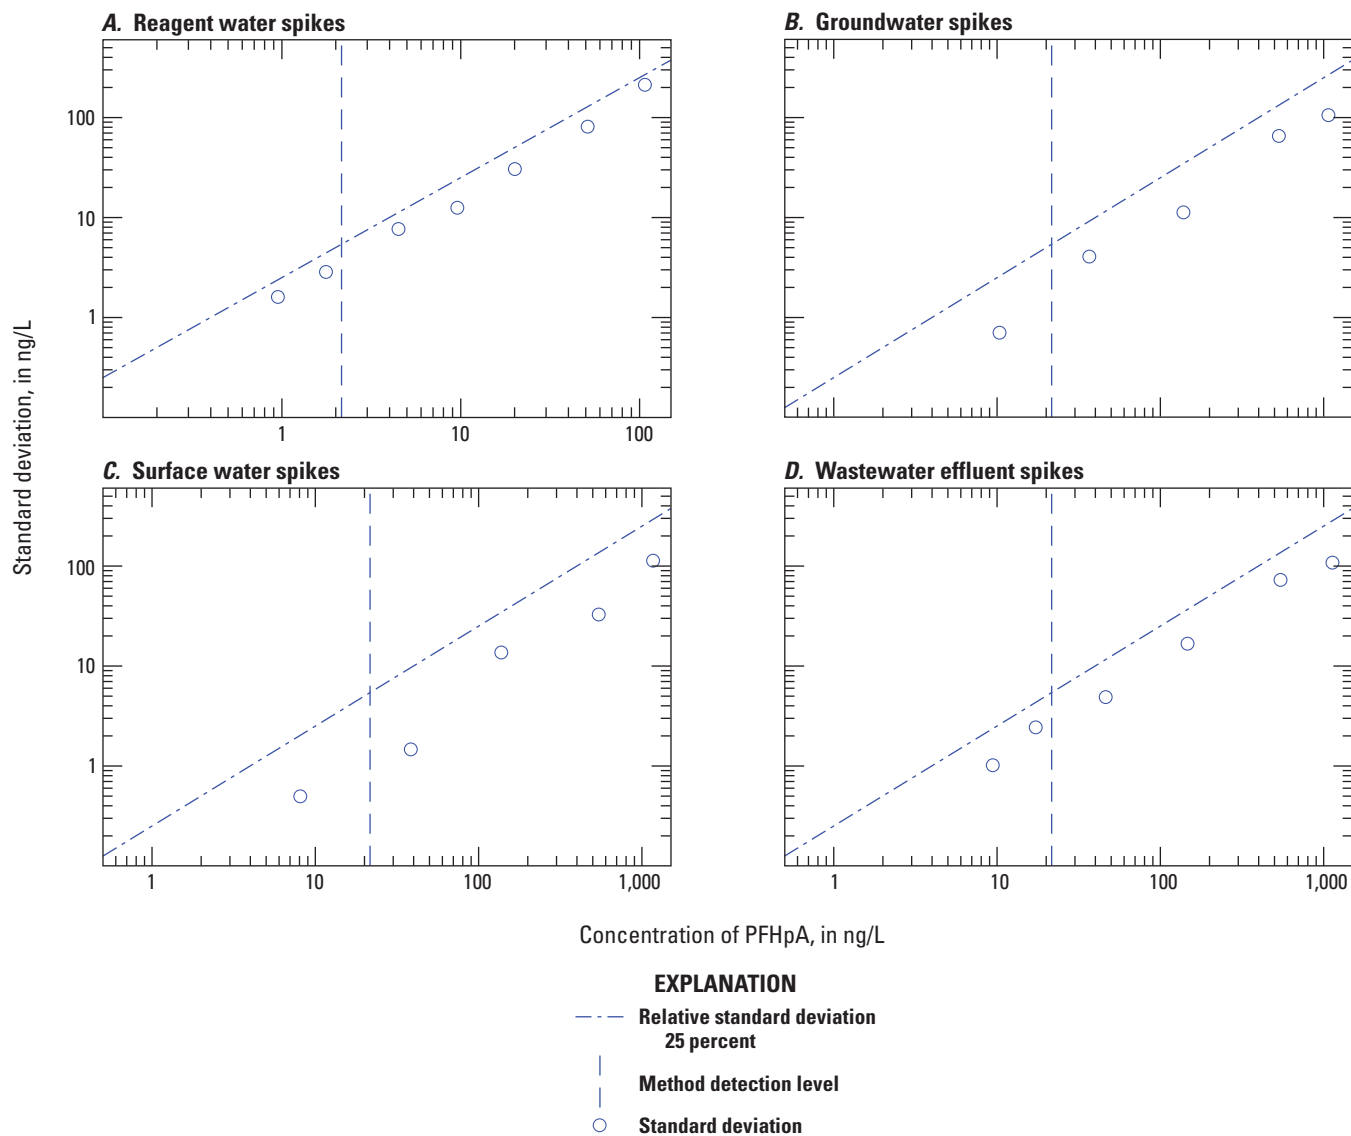 A. Reagent water spikes
B. Groundwater spikes
100
10
1
1 10 100
C. Surface water spikes
D. Wastewater effluent spikes
100
10
1
1 10 100 1,000
1 10 100 1,000
Standard deviation, in ng/L
Concentration of PFHpA, in ng/L
EXPLANATION
Relative standard deviation
25 percent
Method detection level
Standard deviation